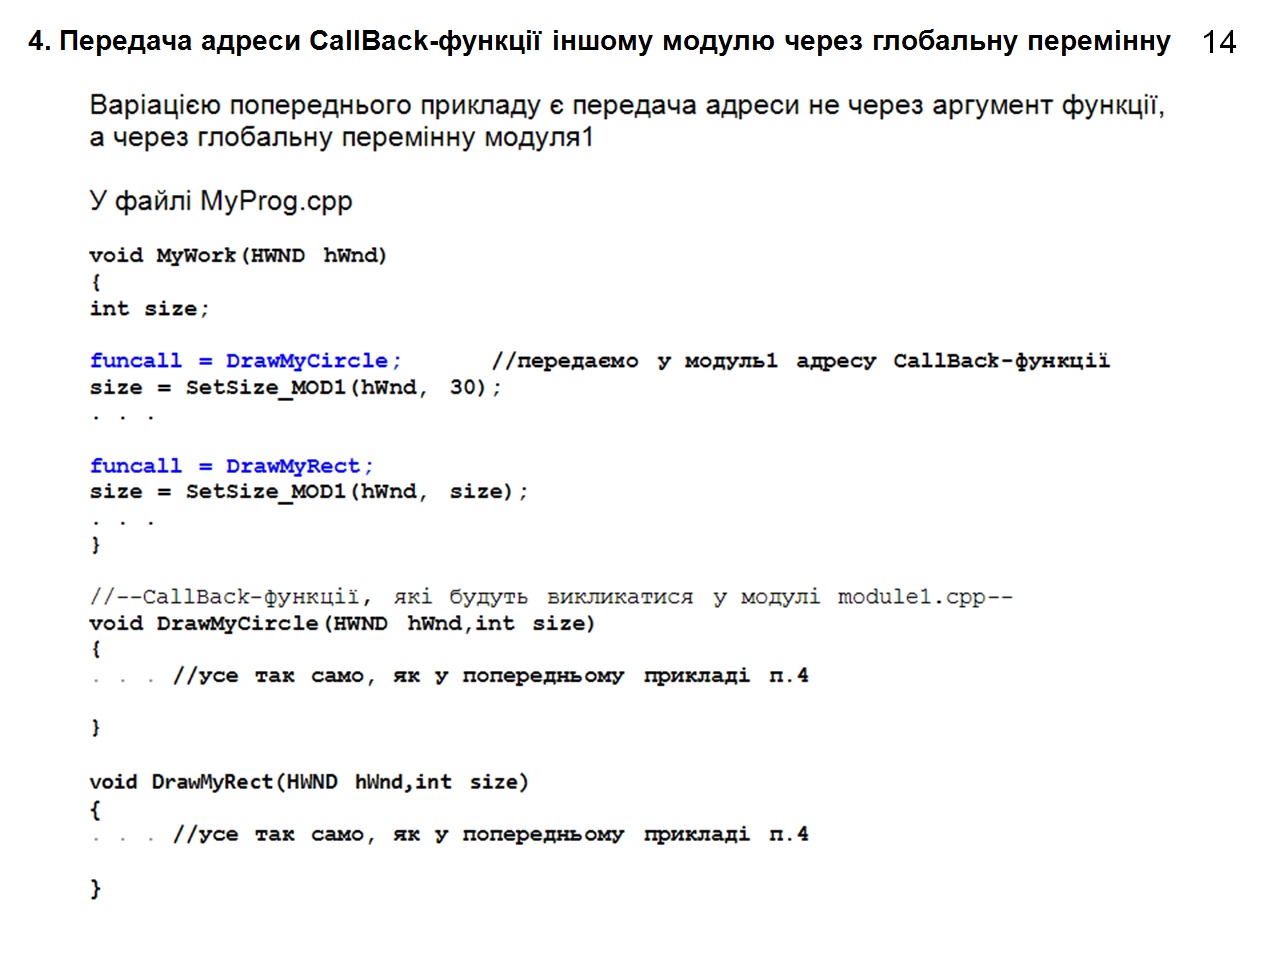 4. Передача адреси CallBack-функції іншому модулю через глобальну перемінну 14
Варіацією попереднього прикладу є передача адреси не через аргумент функції,
а через глобальну перемінну модуля1
У файлі MyProg.cpp
void MyWork(HWND hWnd)
{
int size;
funcall = DrawMyCircle; //передаємо у модуль1 адресу CallBack-функції
size = SetSize_MOD1(hWnd, 30);
. . .
funcall = DrawMyRect;
size = SetSize_MOD1(hWnd, size);
. . .
}
//--CallBack-функції, які будуть викликатися у модулі module1.cpp--
void DrawMyCircle(HWND hWnd,int size)
{
. . . //усе так само, як у попередньому прикладі п.4
}
void DrawMyRect(HWND hWnd,int size)
{
. . . //усе так само, як у попередньому прикладі п.4
}